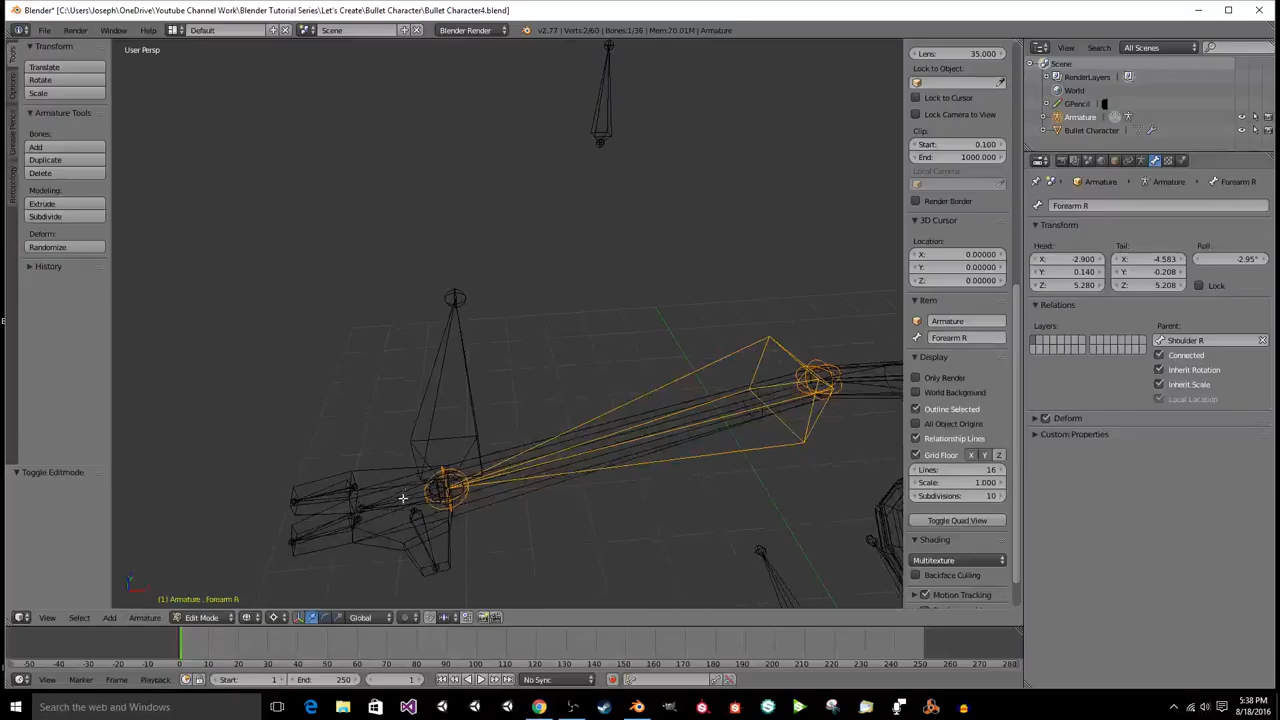 Blender* [C:\Users\Joseph\OneDrive\Youtube Channel Work\Blender Tutorial Series\Let's Create\Bullet Character\Bullet Character4.blend]
File Render Window Help Default Scene Blender Render v2.77 | Verts:2/60 | Bones:1/36 | Mem:20.01M | Armature
View Search All Scenes
Transform
Translate
Rotate
Scale
Armature Tools
Bones:
Add
Duplicate
Delete
Modeling:
Extrude
Subdivide
Deform:
Randomize
History
Toggle Editmode
Tools
Options
Grease Pencil
User Persp
(1) Armature : Forearm R
Lens: 35.000
Lock to Object:
Lock to Cursor
Lock Camera to View
Clip:
Start: 0.100
End: 1000.000
Local Camera:
Render Border
3D Cursor
Location:
X: 0.00000
Y: 0.00000
Z: 0.00000
Item
Armature
Forearm R
Display
Only Render
World Background
Outline Selected
All Object Origins
Relationship Lines
Grid Floor X Y Z
Lines: 16
Scale: 1.000
Subdivisions: 10
Toggle Quad View
Shading
Multitexture
Backface Culling
Motion Tracking
Scene
RenderLayers
World
GPencil
Armature
Bullet Character
Armature Armature Forearm R
Forearm R
Transform
Head: Tail: Roll:
X: -2.900 X: -4.583 -2.95°
Y: 0.140 Y: -0.208
Z: 5.280 Z: 5.208 Lock
Relations
Layers: Parent:
Shoulder R
Connected
Inherit Rotation
Inherit Scale
Local Location
Deform
Custom Properties
View Select Add Armature Edit Mode Global
-50 -40 -30 -20 -10 0 10 20 30 40 50 60 70 80 90 100 110 120 130 140 150 160 170 180 190 200 210 220 230 240 250 260 270 280
View Marker Frame Playback Start: 1 End: 250 1 No Sync
Search the web and Windows
5:38 PM
8/18/2016